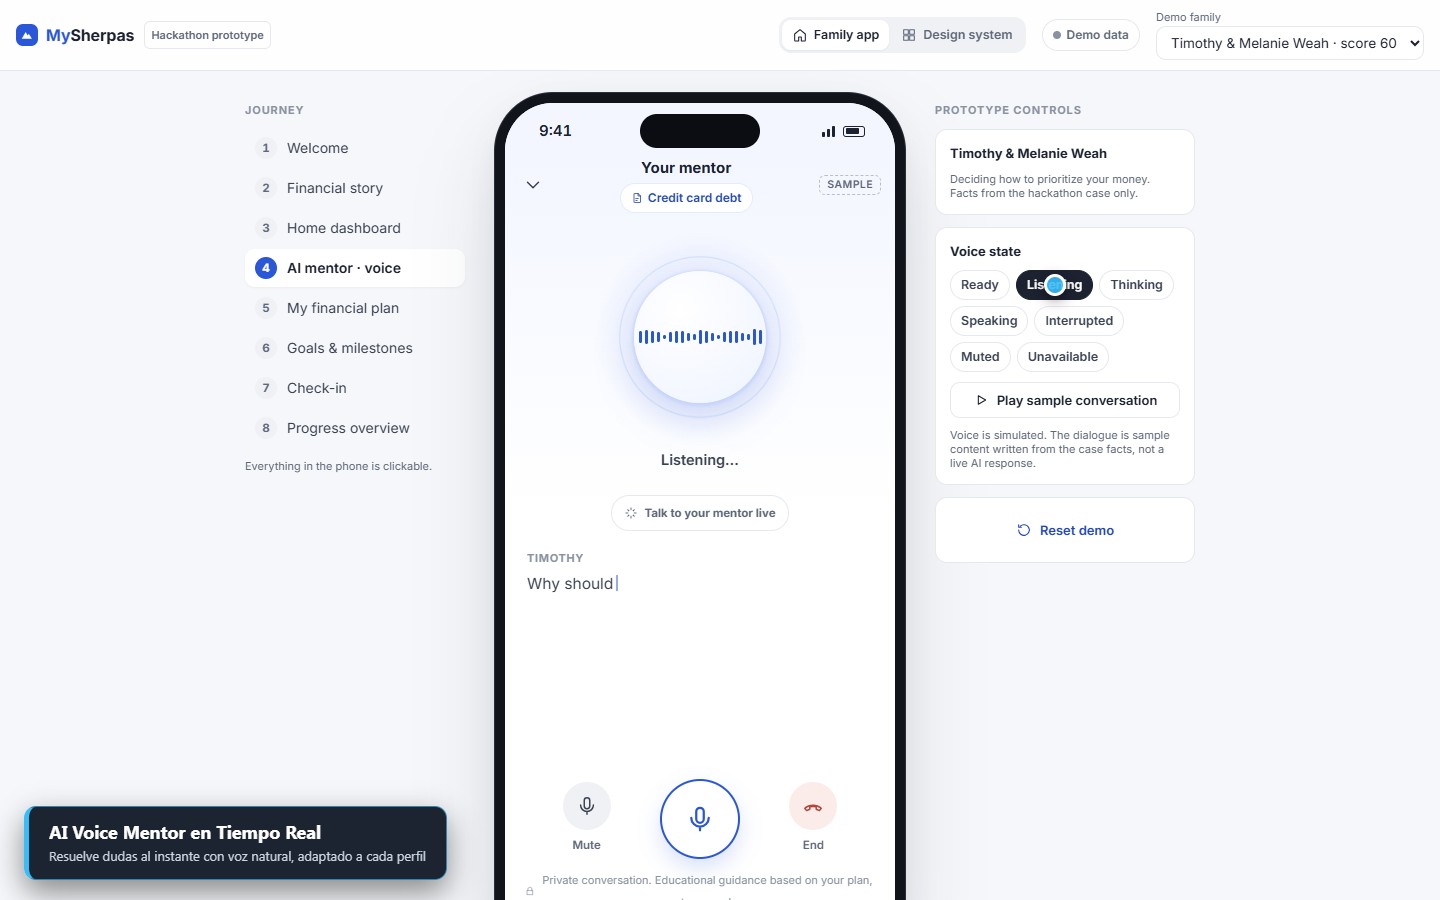 MySherpas
Hackathon prototype
Family app
Design system
Demo data
Demo family
Timothy & Melanie Weah · score 60
JOURNEY
1 Welcome
2 Financial story
3 Home dashboard
4 AI mentor · voice
5 My financial plan
6 Goals & milestones
7 Check-in
8 Progress overview
Everything in the phone is clickable.
9:41
Your mentor
Credit card debt
SAMPLE
Listening...
Talk to your mentor live
TIMOTHY
Why should
Mute
End
Private conversation. Educational guidance based on your plan,
PROTOTYPE CONTROLS
Timothy & Melanie Weah
Deciding how to prioritize your money.
Facts from the hackathon case only.
Voice state
Ready
Listening
Thinking
Speaking
Interrupted
Muted
Unavailable
Play sample conversation
Voice is simulated. The dialogue is sample
content written from the case facts, not a
live AI response.
Reset demo
AI Voice Mentor en Tiempo Real
Resuelve dudas al instante con voz natural, adaptado a cada perfil